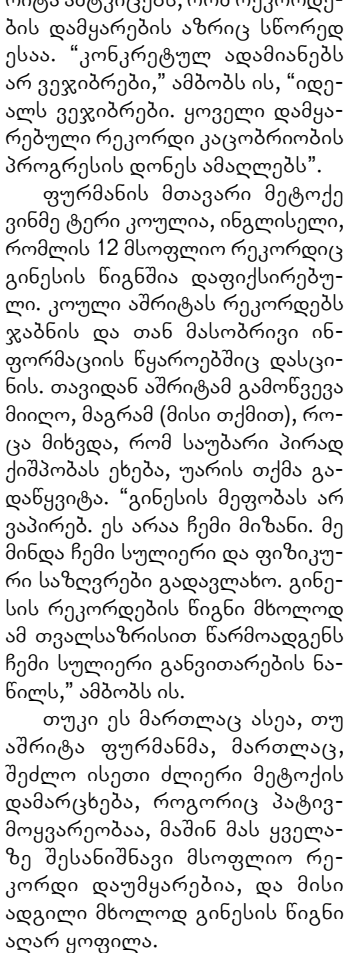 რიტა ამტკიცებს, რომ რეკორდე-
ბის დამყარების აზრიც სწორედ
ესაა. “კონკრეტულ ადამიანებს
არ ვეჯიბრები,” ამბობს ის, “იდე-
ალს ვეჯიბრები. ყოველი დამყა-
რებული რეკორდი კაცობრიობის
პროგრესის დონეს ამაღლებს”.
ფურმანის მთავარი მეტოქე
ვინმე ტერი კოულია, ინგლისელი,
რომლის 12 მსოფლიო რეკორდიც
გინესის წიგნშია დაფიქსირებუ-
ლი. კოული აშრიტას რეკორდებს
ჯაბნის და თან მასობრივი ინ-
ფორმაციის წყაროებშიც დასცი-
ნის. თავიდან აშრიტამ გამოწვევა
მიიღო, მაგრამ (მისი თქმით), რო-
ცა მიხვდა, რომ საუბარი პირად
ქიშპობას ეხება, უარის თქმა გა-
დაწყვიტა. “გინესის მეფობას არ
ვაპირებ. ეს არაა ჩემი მიზანი. მე
მინდა ჩემი სულიერი და ფიზიკუ-
რი საზღვრები გადავლახო. გინე-
სის რეკორდების წიგნი მხოლოდ
ამ თვალსაზრისით წარმოადგენს
ჩემი სულიერი განვითარების ნა-
წილს,” ამბობს ის.
თუკი ეს მართლაც ასეა, თუ
აშრიტა ფურმანმა, მართლაც,
შეძლო ისეთი ძლიერი მეტოქის
დამარცხება, როგორიც პატივ-
მოყვარეობაა, მაშინ მას ყველა-
ზე შესანიშნავი მსოფლიო რე-
კორდი დაუმყარებია, და მისი
ადგილი მხოლოდ გინესის წიგნი
აღარ ყოფილა.